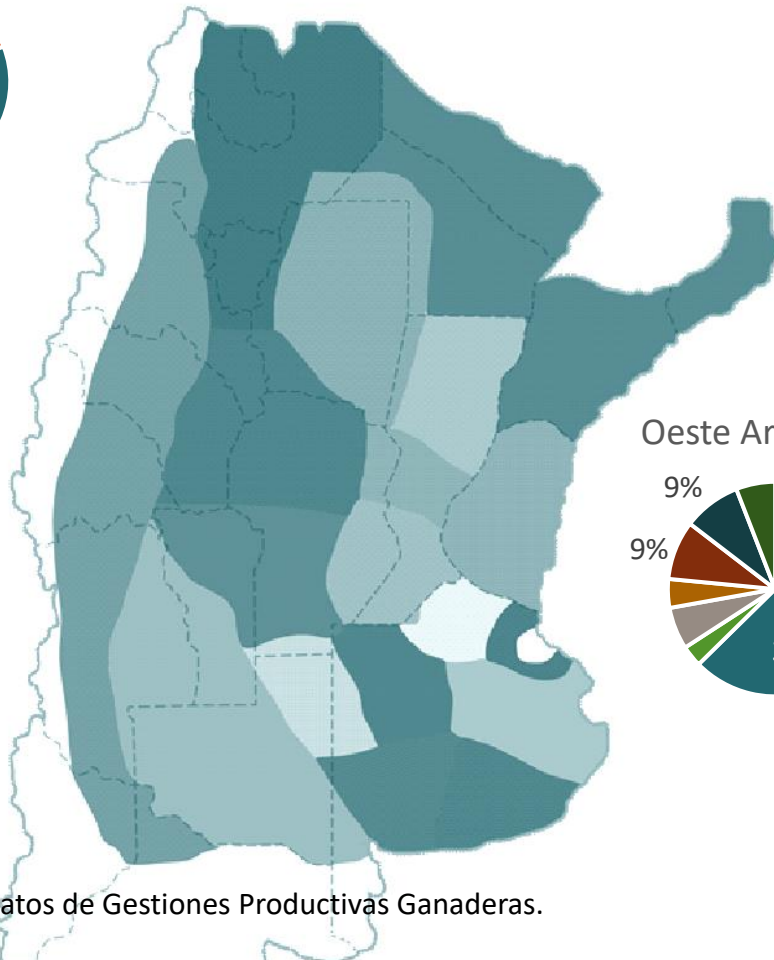 Oeste Ar
9%
9%
atos de Gestiones Productivas Ganaderas.